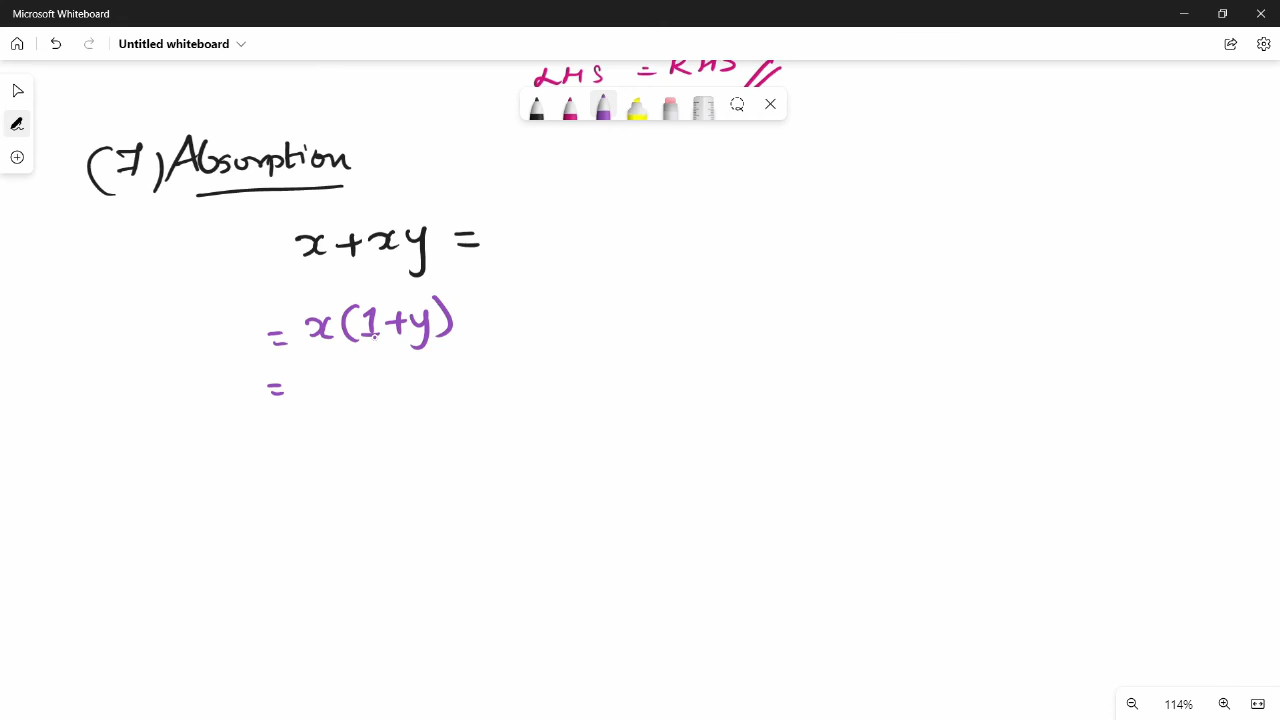 Microsoft Whiteboard
Untitled whiteboard
LHS = RHS //
(7) Absorption
x + xy =
= x(1+y)
=
114%